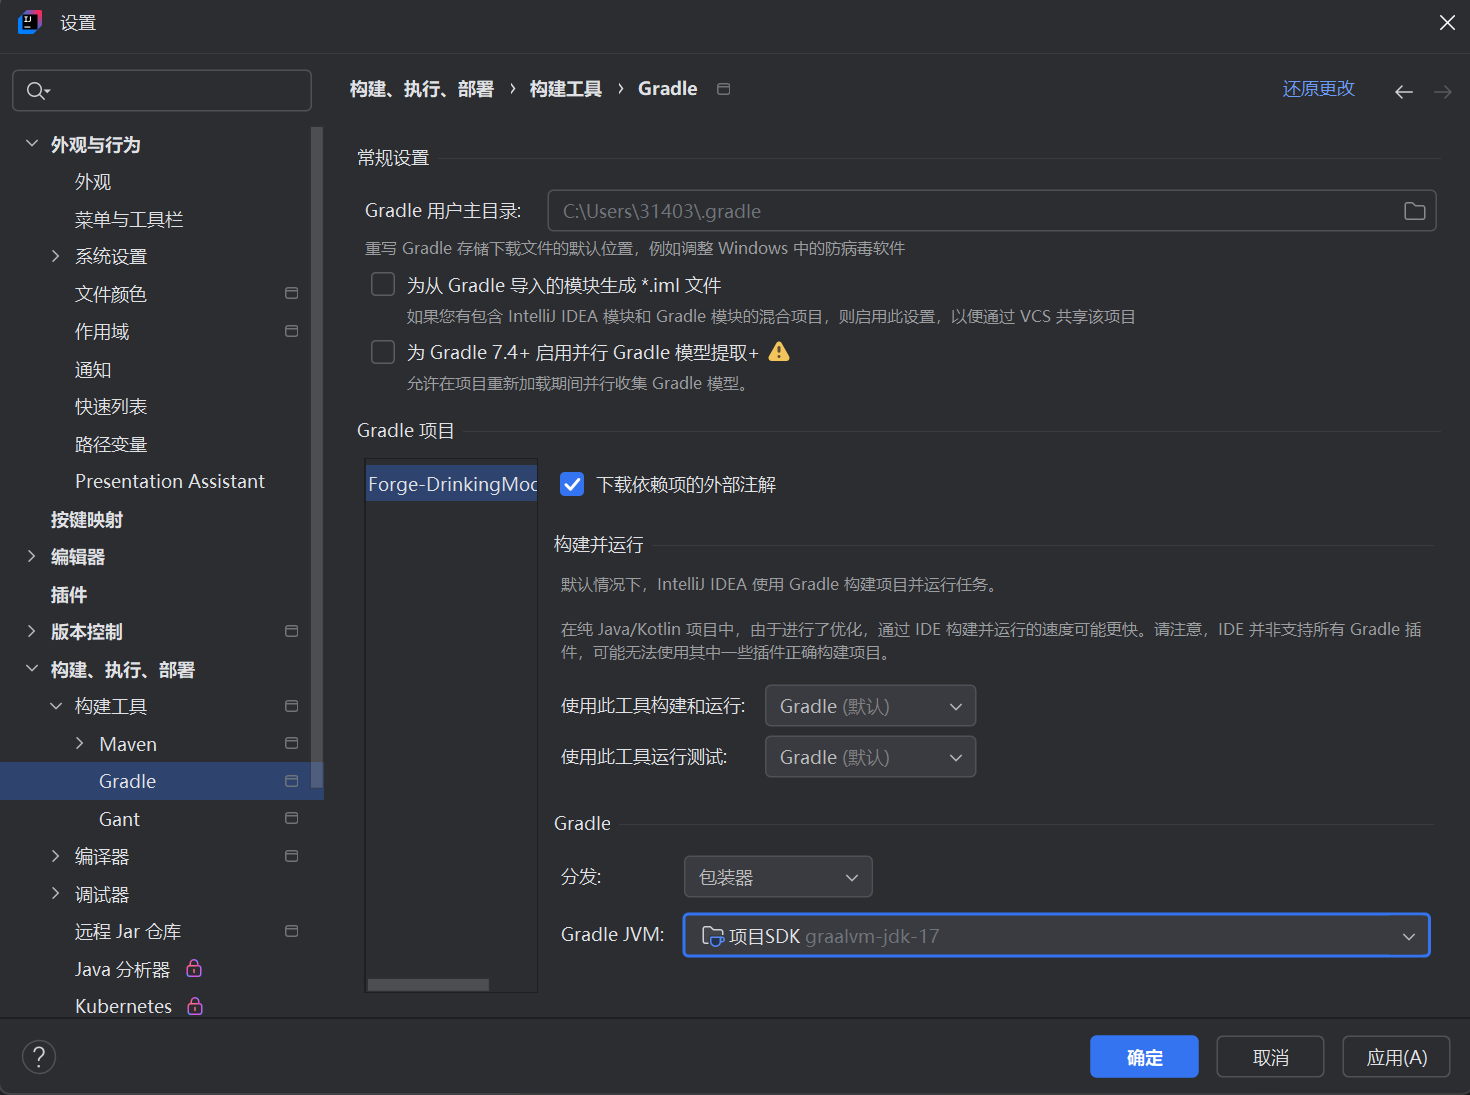 设置
构建、执行、部署 › 构建工具 › Gradle
还原更改
外观与行为
外观
菜单与工具栏
系统设置
文件颜色
作用域
通知
快速列表
路径变量
Presentation Assistant
按键映射
编辑器
插件
版本控制
构建、执行、部署
构建工具
Maven
Gradle
Gant
编译器
调试器
远程 Jar 仓库
Java 分析器
Kubernetes
常规设置
Gradle 用户主目录: C:\Users\31403\.gradle
重写 Gradle 存储下载文件的默认位置，例如调整 Windows 中的防病毒软件
为从 Gradle 导入的模块生成 *.iml 文件
如果您有包含 IntelliJ IDEA 模块和 Gradle 模块的混合项目，则启用此设置，以便通过 VCS 共享该项目
为 Gradle 7.4+ 启用并行 Gradle 模型提取+
允许在项目重新加载期间并行收集 Gradle 模型。
Gradle 项目
Forge-DrinkingMod
下载依赖项的外部注解
构建并运行
默认情况下，IntelliJ IDEA 使用 Gradle 构建项目并运行任务。
在纯 Java/Kotlin 项目中，由于进行了优化，通过 IDE 构建并运行的速度可能更快。请注意，IDE 并非支持所有 Gradle 插
件，可能无法使用其中一些插件正确构建项目。
使用此工具构建和运行: Gradle (默认)
使用此工具运行测试: Gradle (默认)
Gradle
分发: 包装器
Gradle JVM: 项目SDK graalvm-jdk-17
?
确定
取消
应用(A)